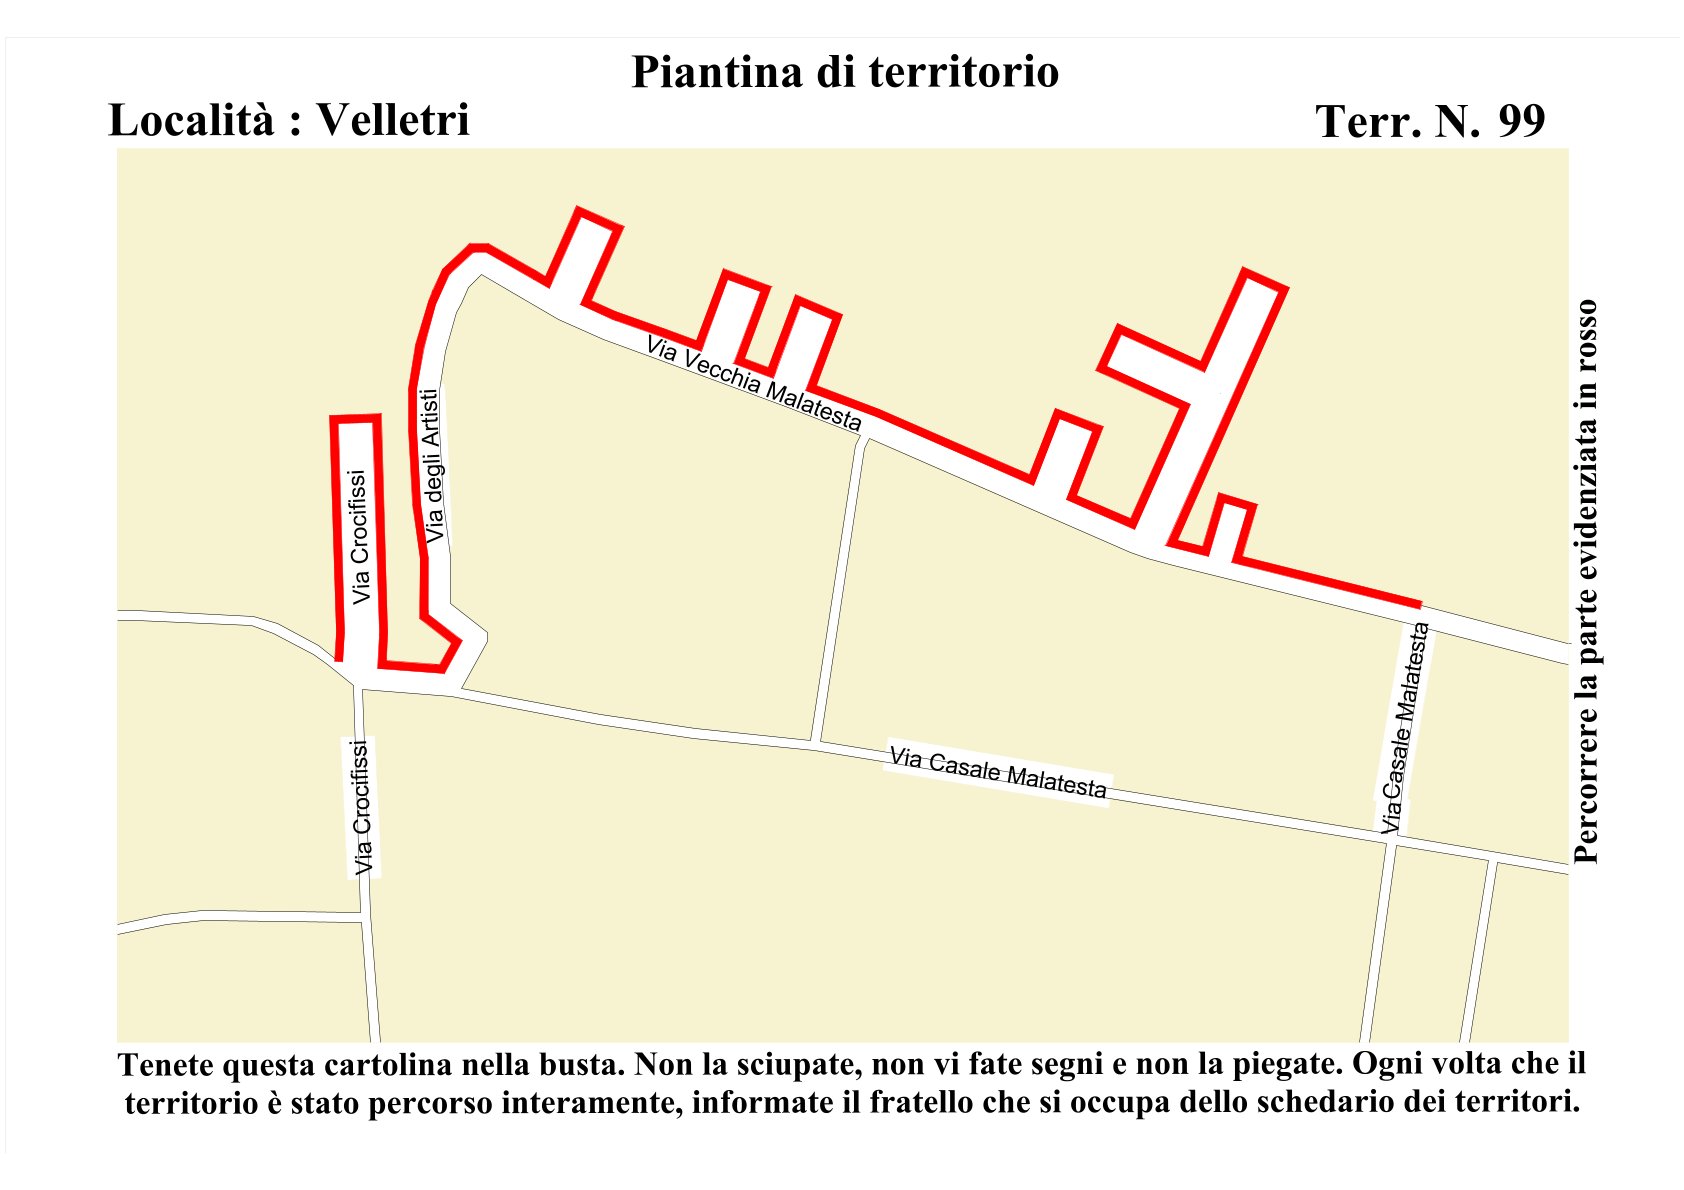 Piantina di territorio
Località : Velletri
Terr. N. 99
Via Vecchia Malatesta
Via degli Artisti
Via Crocifissi
Via Casale Malatesta
Via Casale Malatesta
Via Crocifissi
Percorrere la parte evidenziata in rosso
Tenete questa cartolina nella busta. Non la sciupate, non vi fate segni e non la piegate. Ogni volta che il
territorio è stato percorso interamente, informate il fratello che si occupa dello schedario dei territori.